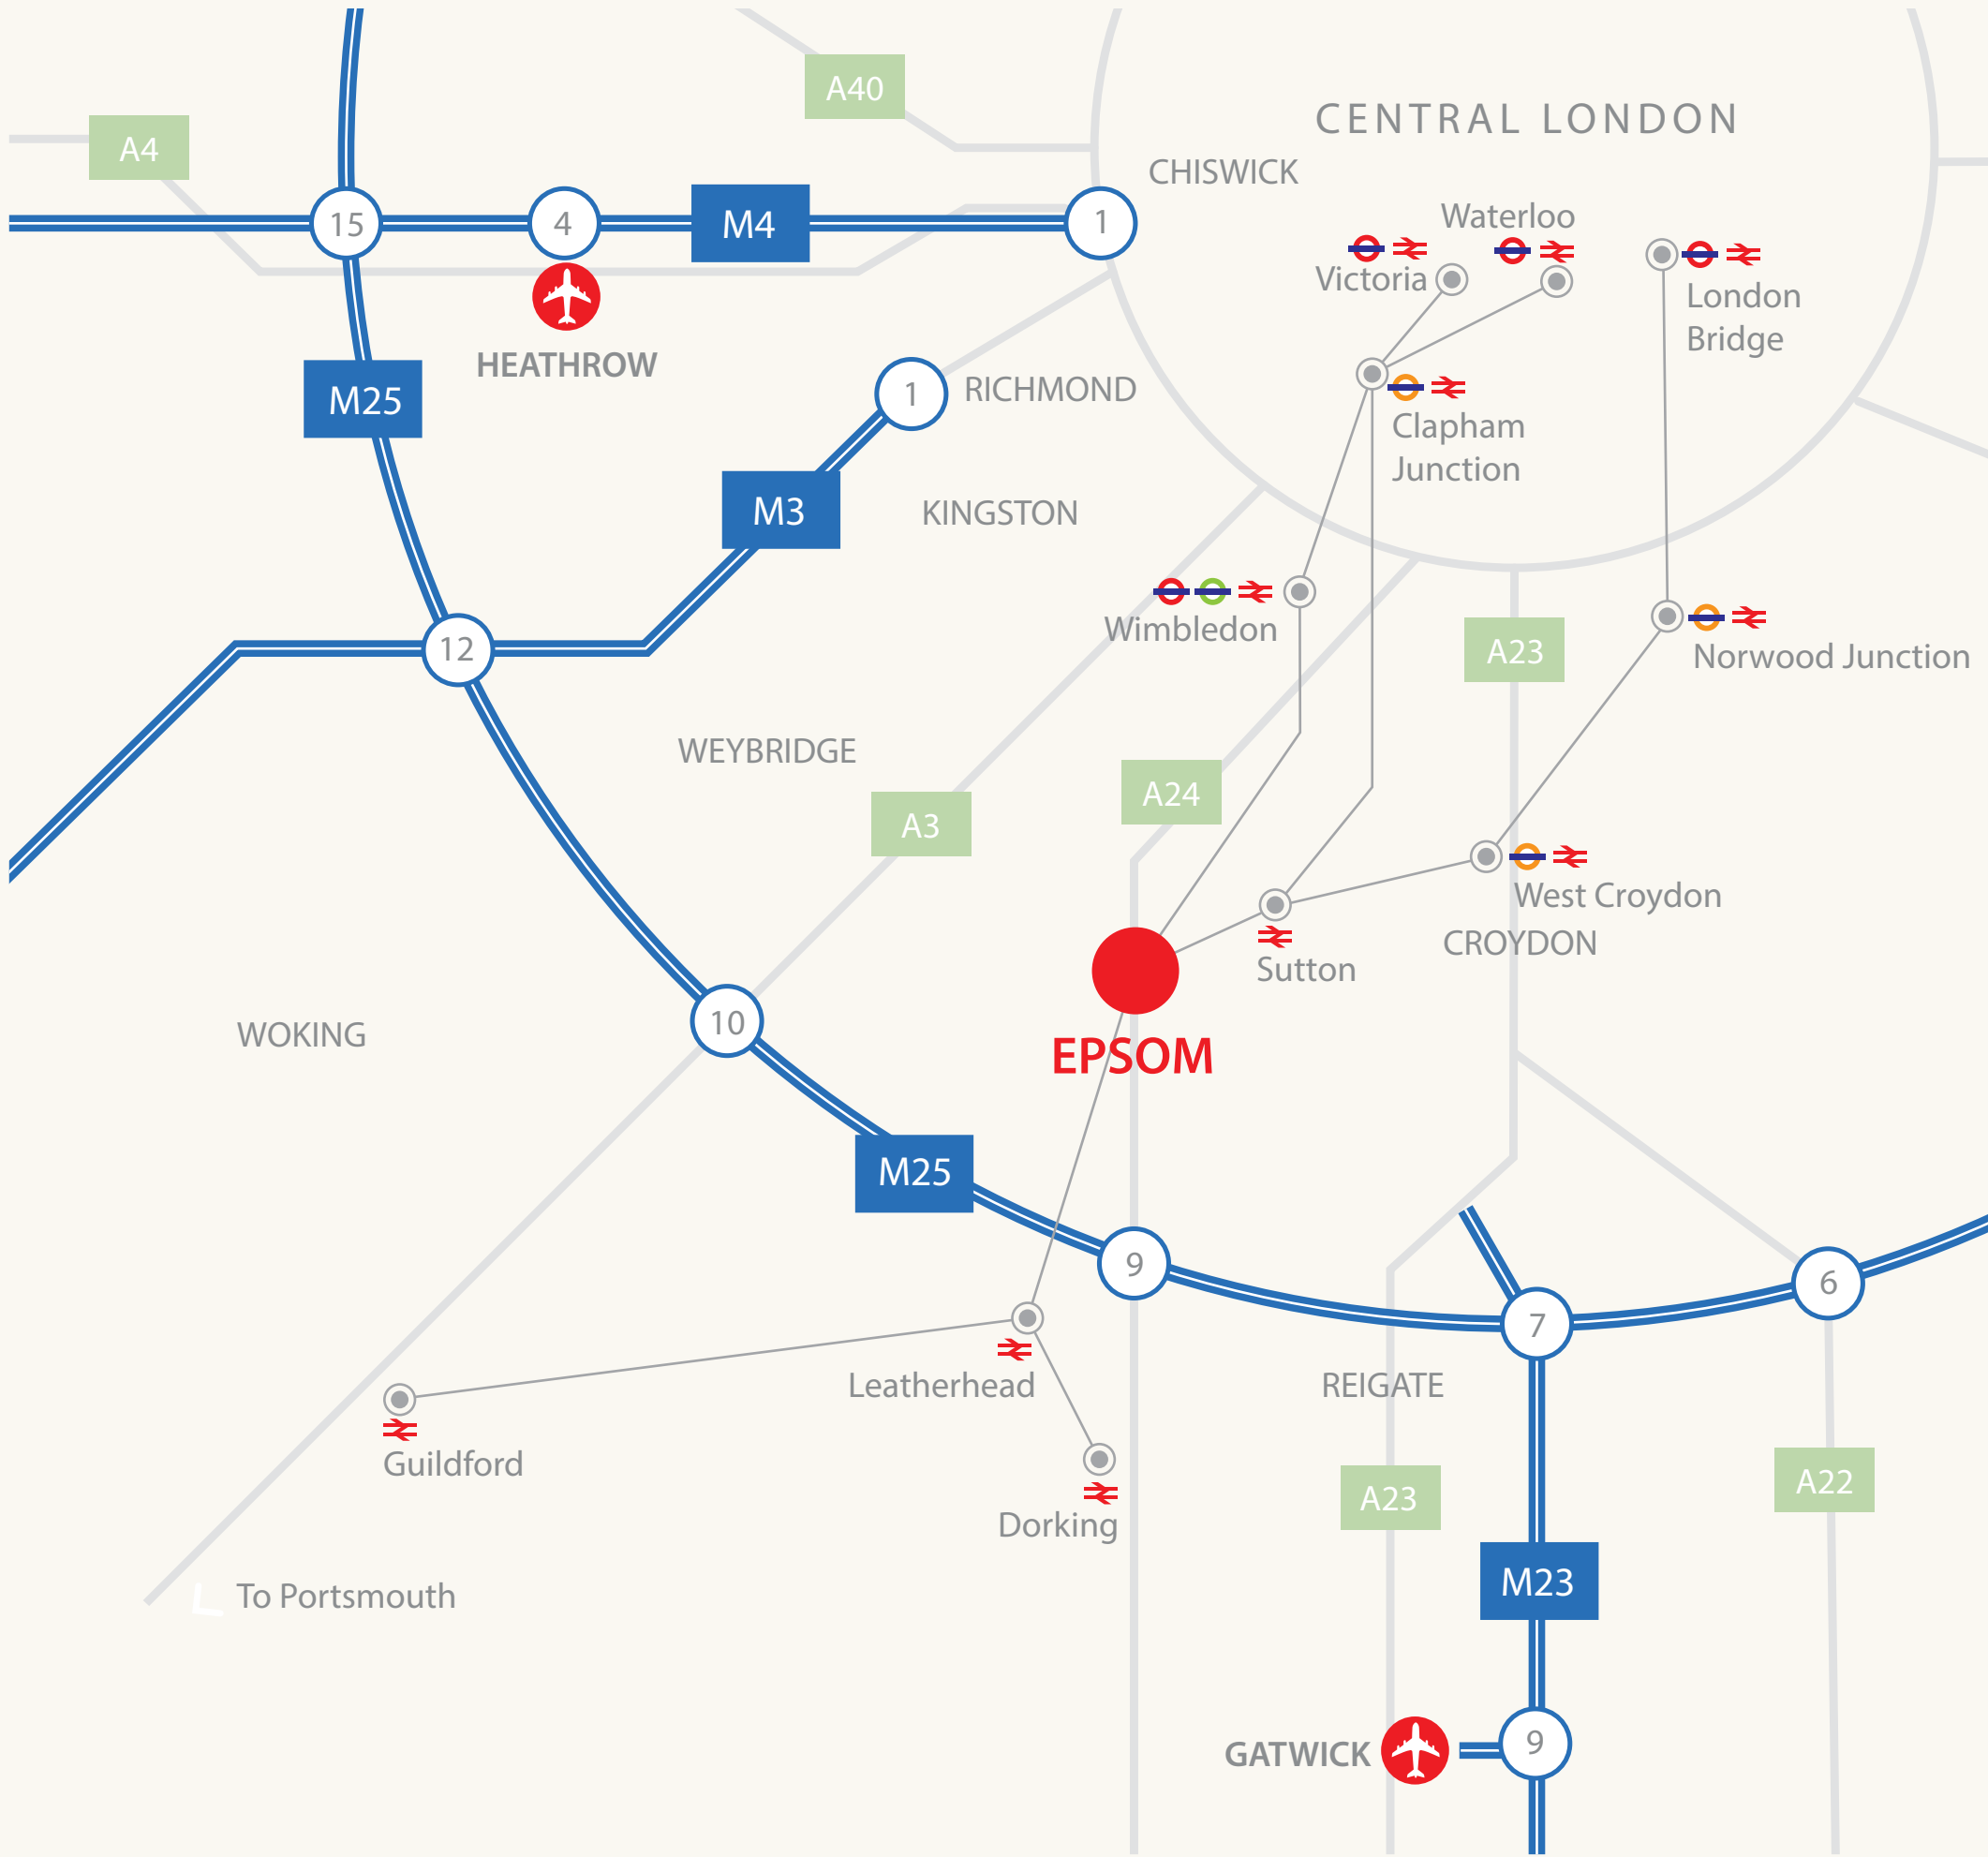 A40
CENTRAL LONDON
A4
CHISWICK
Waterloo
15
4
M4
1
Victoria
London
Bridge
HEATHROW
M25
1
RICHMOND
Clapham
Junction
M3
KINGSTON
Wimbledon
12
A23
Norwood Junction
WEYBRIDGE
A24
A3
West Croydon
CROYDON
Sutton
10
WOKING
EPSOM
M25
9
6
7
Leatherhead
REIGATE
Guildford
A22
A23
Dorking
M23
To Portsmouth
9
GATWICK